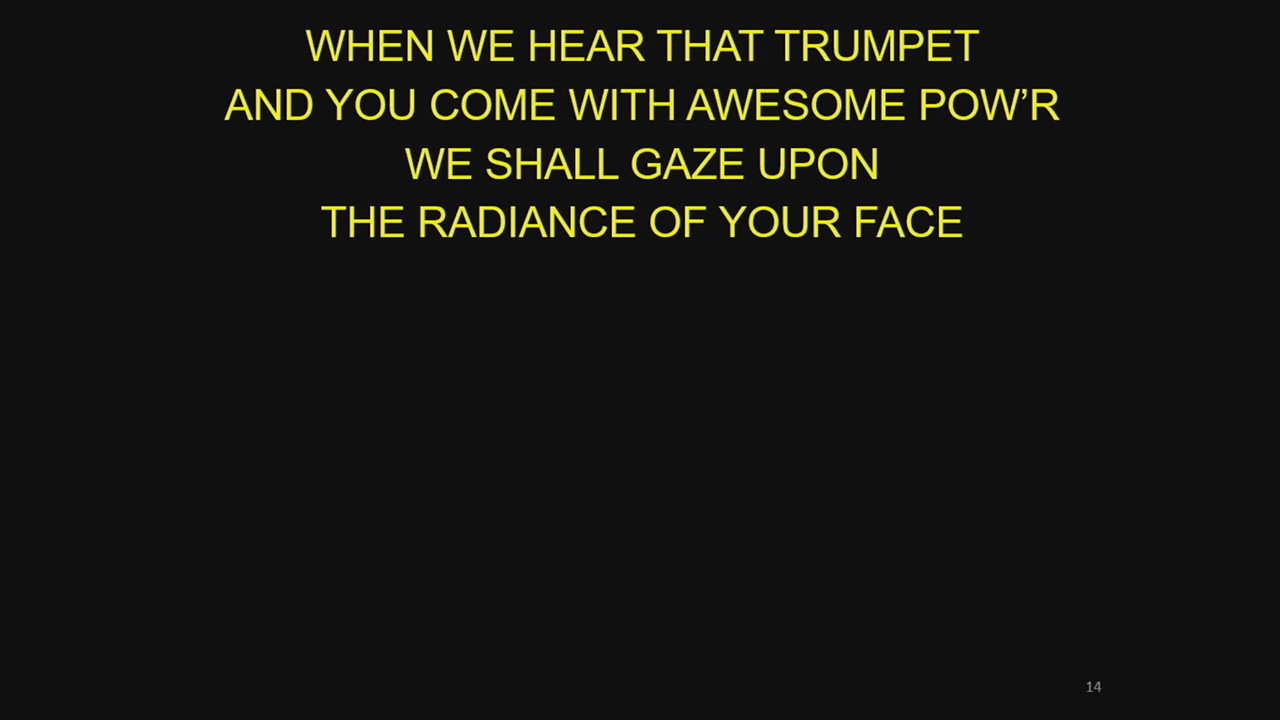 WHEN WE HEAR THAT TRUMPET
AND YOU COME WITH AWESOME POW’R
WE SHALL GAZE UPON
THE RADIANCE OF YOUR FACE
14